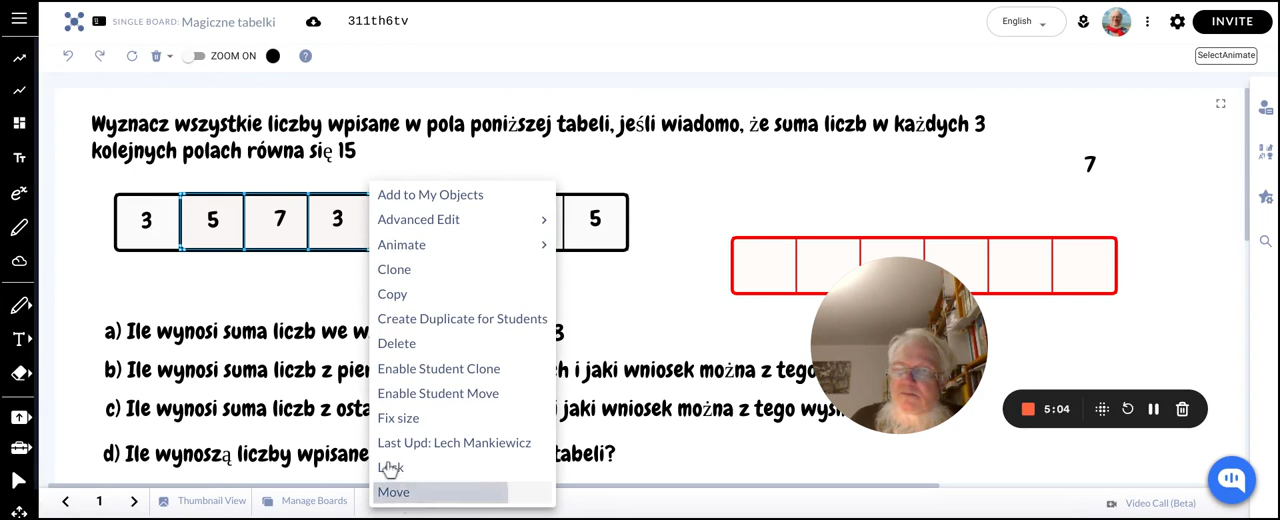 SINGLE BOARD: Magiczne tabelki
311th6tv
English
INVITE
ZOOM ON
SelectAnimate
Wyznacz wszystkie liczby wpisane w pola poniższej tabeli, jeśli wiadomo, że suma liczb w każdych 3
kolejnych polach równa się 15
7
3 5 7 3 5
Add to My Objects
Advanced Edit
Animate
Clone
Copy
Create Duplicate for Students
Delete
Enable Student Clone
Enable Student Move
Fix size
Last Upd: Lech Mankiewicz
Move
a) Ile wynosi suma liczb we
b) Ile wynosi suma liczb z
i jaki wniosek można z tego
c) Ile wynosi suma liczb z
jaki wniosek można z tego
d) Ile wynoszą liczby wpisane
tabeli?
5:04
1
Thumbnail View
Manage Boards
Video Call (Beta)